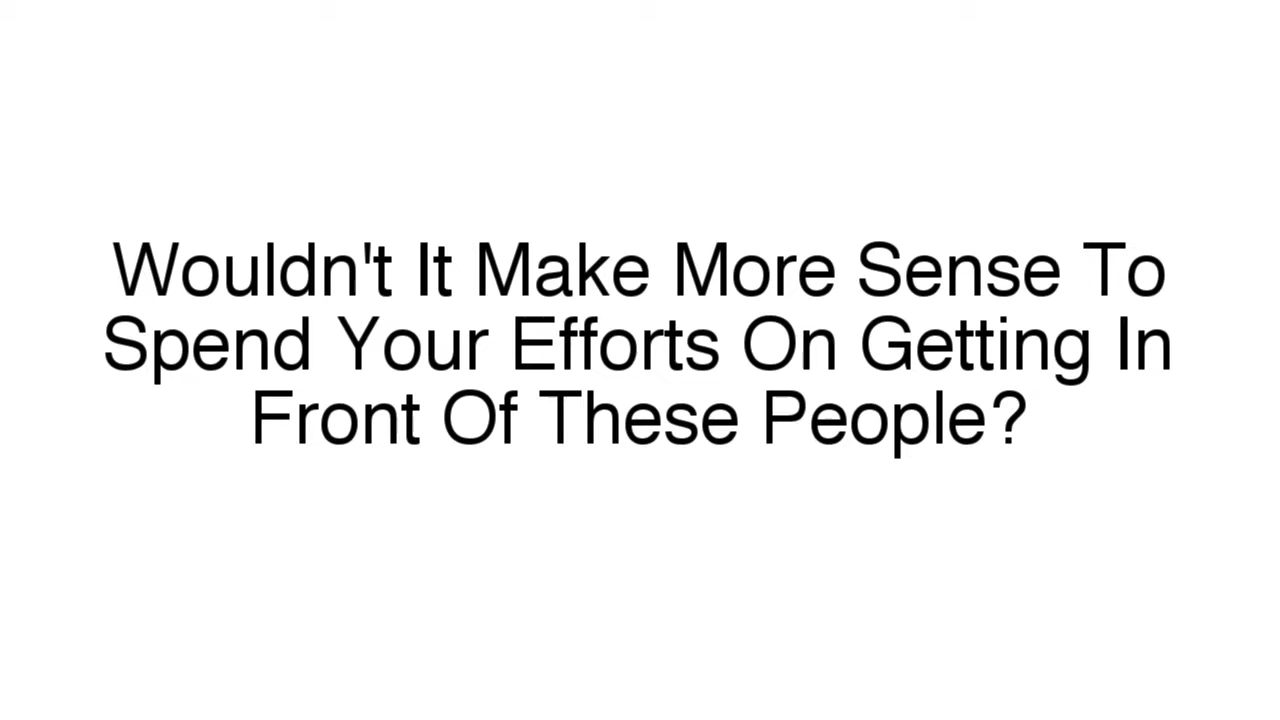 Wouldn't It Make More Sense To
Spend Your Efforts On Getting In
Front Of These People?